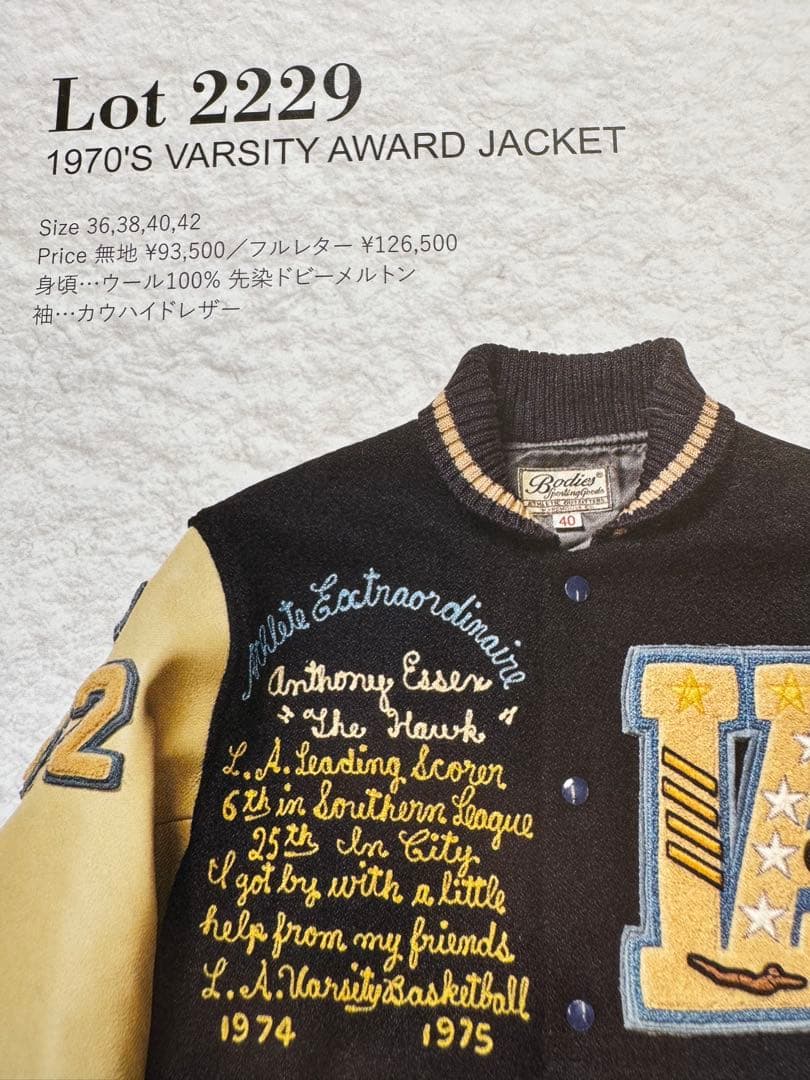 Lot 2229
1970'S VARSITY AWARD JACKET
Size 36,38,40,42
Price 無地 ¥93,500／フルレター ¥126,500
身頃…ウール100% 先染ドビーメルトン
袖…カウハイドレザー
Bodies®
Sporting Goods
ATHLETIC OUTFITTERS
40
Athlete Extraordinaire
Anthony Essex
"The Hawk"
L.A. Leading Scorer
6th in Southern League
25th In City
I got by with a little
help from my friends
L.A. Varsity Basketball
1974 1975
2